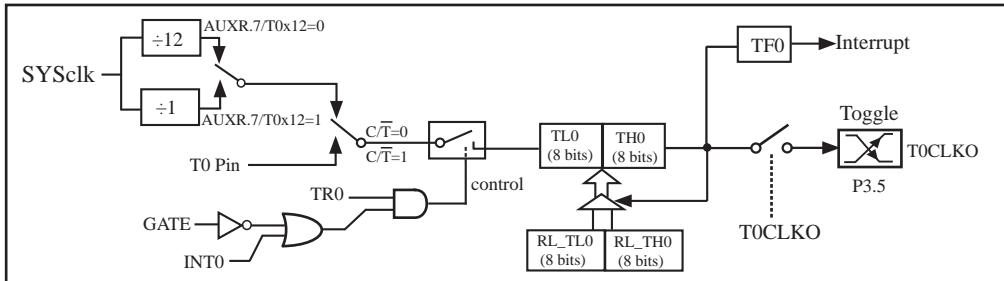 ÷12
AUXR.7/T0x12=0
SYSclk
÷1
AUXR.7/T0x12=1
T0 Pin
C/T̅=0
C/T̅=1
control
TR0
GATE
INT0
TL0
(8 bits)
TH0
(8 bits)
RL_TL0
(8 bits)
RL_TH0
(8 bits)
TF0
Interrupt
Toggle
T0CLKO
P3.5
T0CLKO